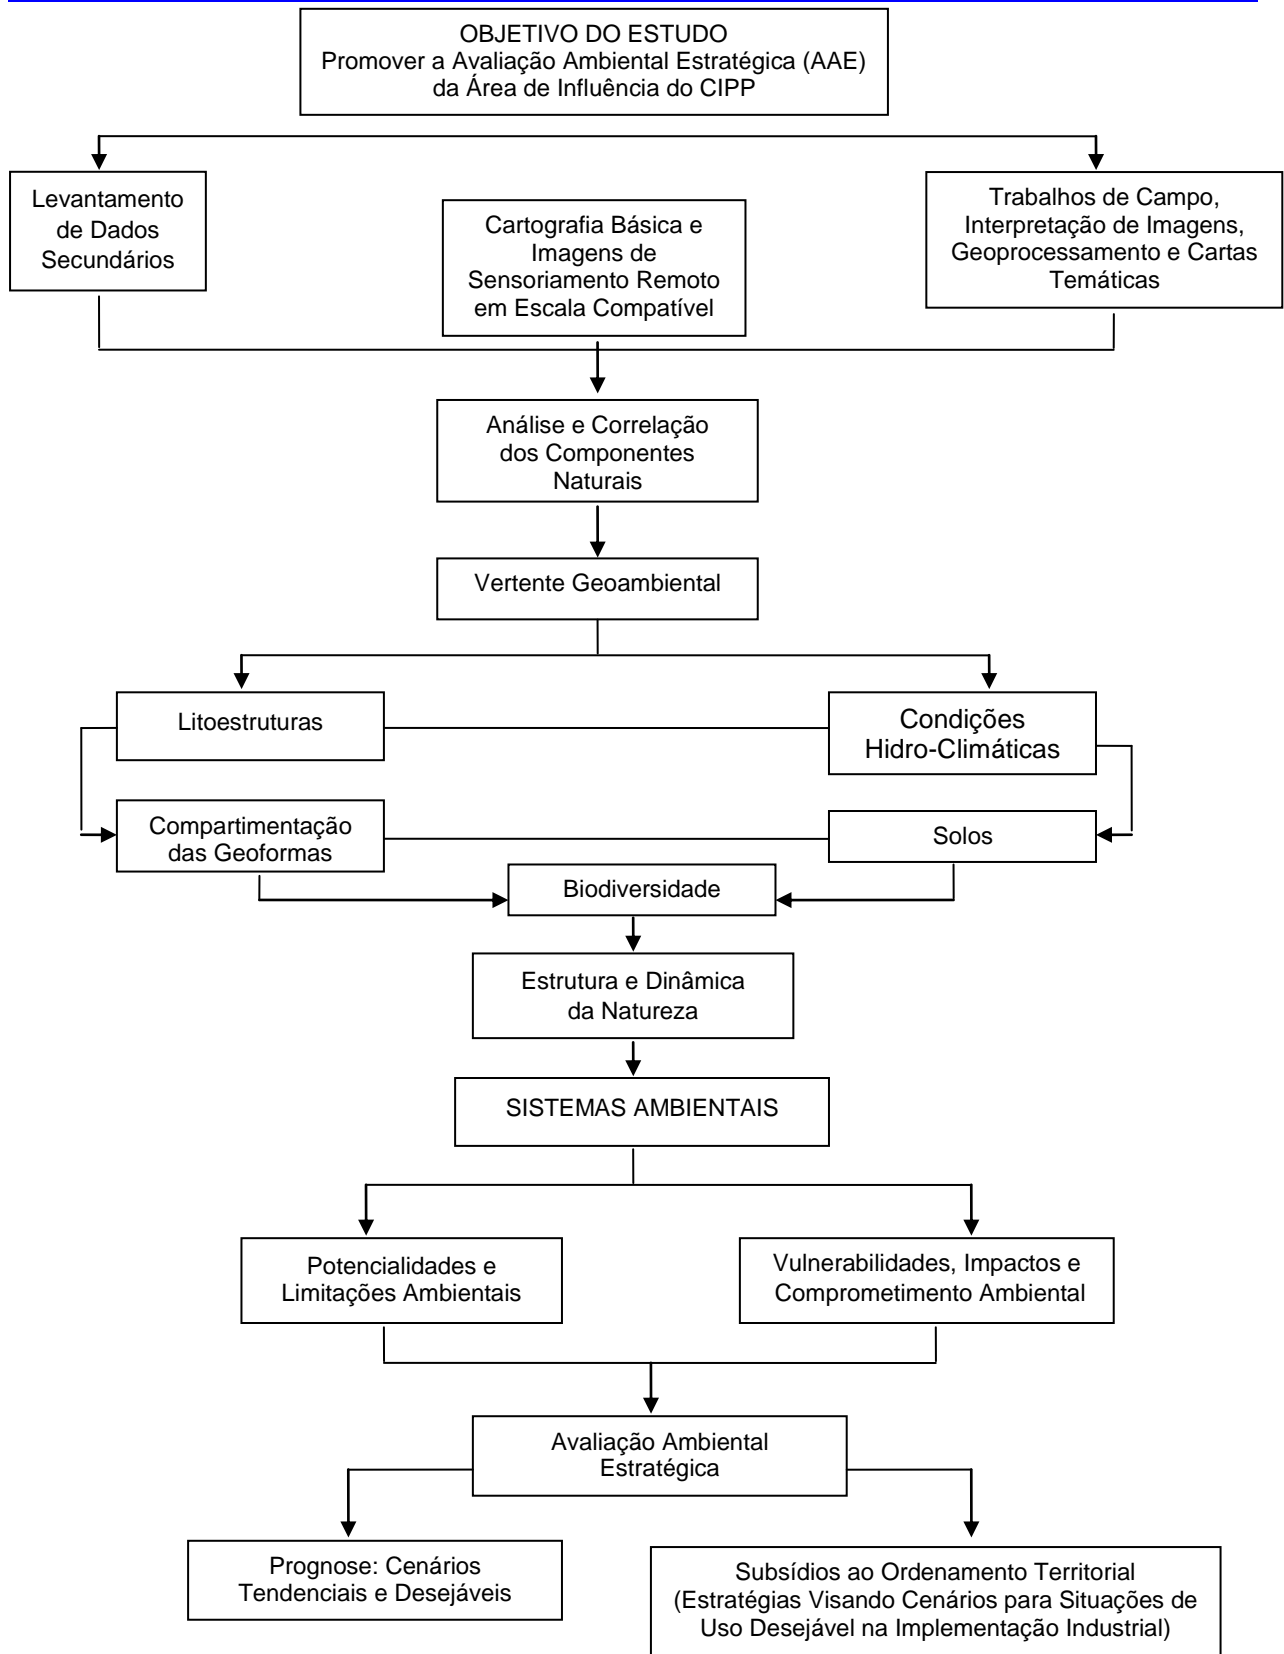 OBJETIVO DO ESTUDO
Promover a Avaliação Ambiental Estratégica (AAE)
da Área de Influência do CIPP
Levantamento
de Dados
Secundários
Cartografia Básica e
Imagens de
Sensoriamento Remoto
em Escala Compatível
Trabalhos de Campo,
Interpretação de Imagens,
Geoprocessamento e Cartas
Temáticas
Análise e Correlação
dos Componentes
Naturais
Vertente Geoambiental
Litoestruturas
Condições
Hidro-Climáticas
Compartimentação
das Geoformas
Solos
Biodiversidade
Estrutura e Dinâmica
da Natureza
SISTEMAS AMBIENTAIS
Potencialidades e
Limitações Ambientais
Vulnerabilidades, Impactos e
Comprometimento Ambiental
Avaliação Ambiental
Estratégica
Prognose: Cenários
Tendenciais e Desejáveis
Subsídios ao Ordenamento Territorial
(Estratégias Visando Cenários para Situações de
Uso Desejável na Implementação Industrial)